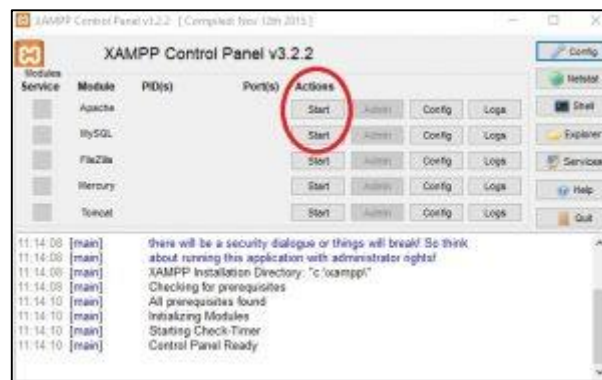 XAMPP Control Panel v3.2.2 [ Compiled: Nov 12th 2015 ]
XAMPP Control Panel v3.2.2
Config
Modules
Service Module PID(s) Port(s) Actions
Netstat
Apache Start Admin Config Logs
Shell
MySQL Start Admin Config Logs
Explorer
FileZilla Start Admin Config Logs
Services
Mercury Start Admin Config Logs
Help
Tomcat Start Admin Config Logs
Quit
11:14:08 [main] there will be a security dialogue or things will break! So think
11:14:08 [main] about running this application with administrator rights!
11:14:08 [main] XAMPP Installation Directory: "c:\xampp\"
11:14:08 [main] Checking for prerequisites
11:14:10 [main] All prerequisites found
11:14:10 [main] Initializing Modules
11:14:10 [main] Starting Check-Timer
11:14:10 [main] Control Panel Ready